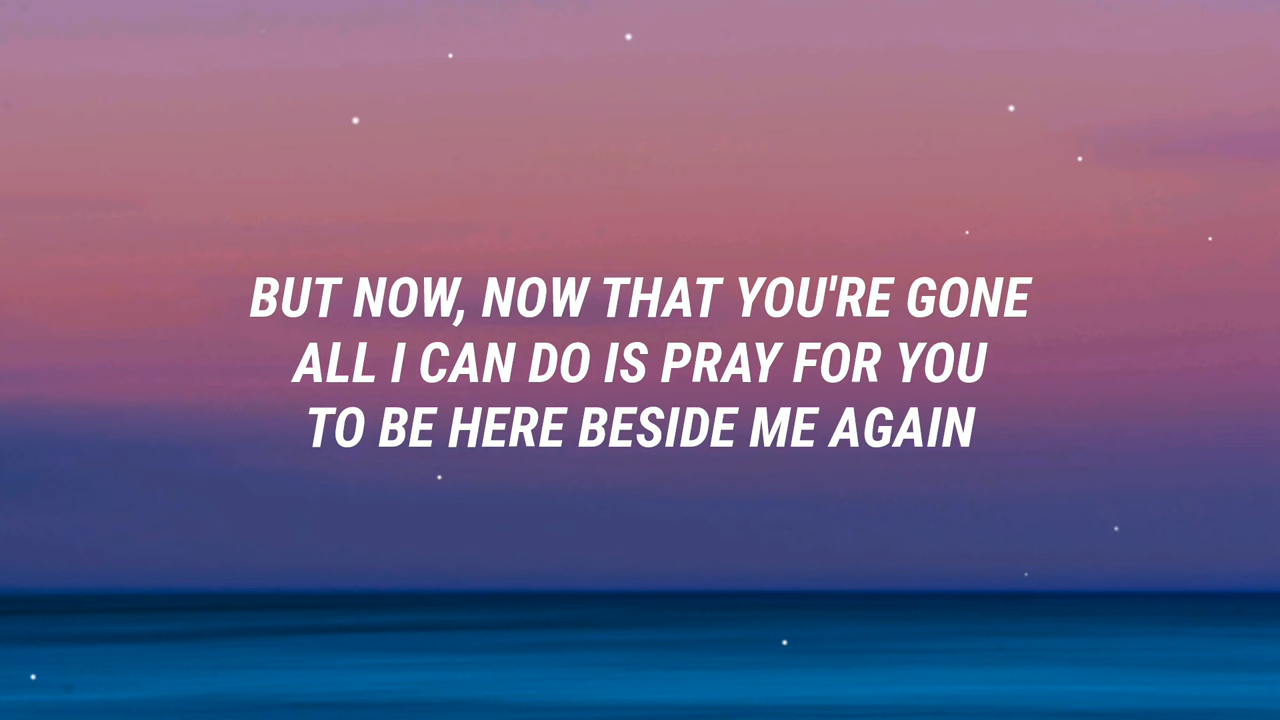 BUT NOW, NOW THAT YOU'RE GONE
ALL I CAN DO IS PRAY FOR YOU
TO BE HERE BESIDE ME AGAIN